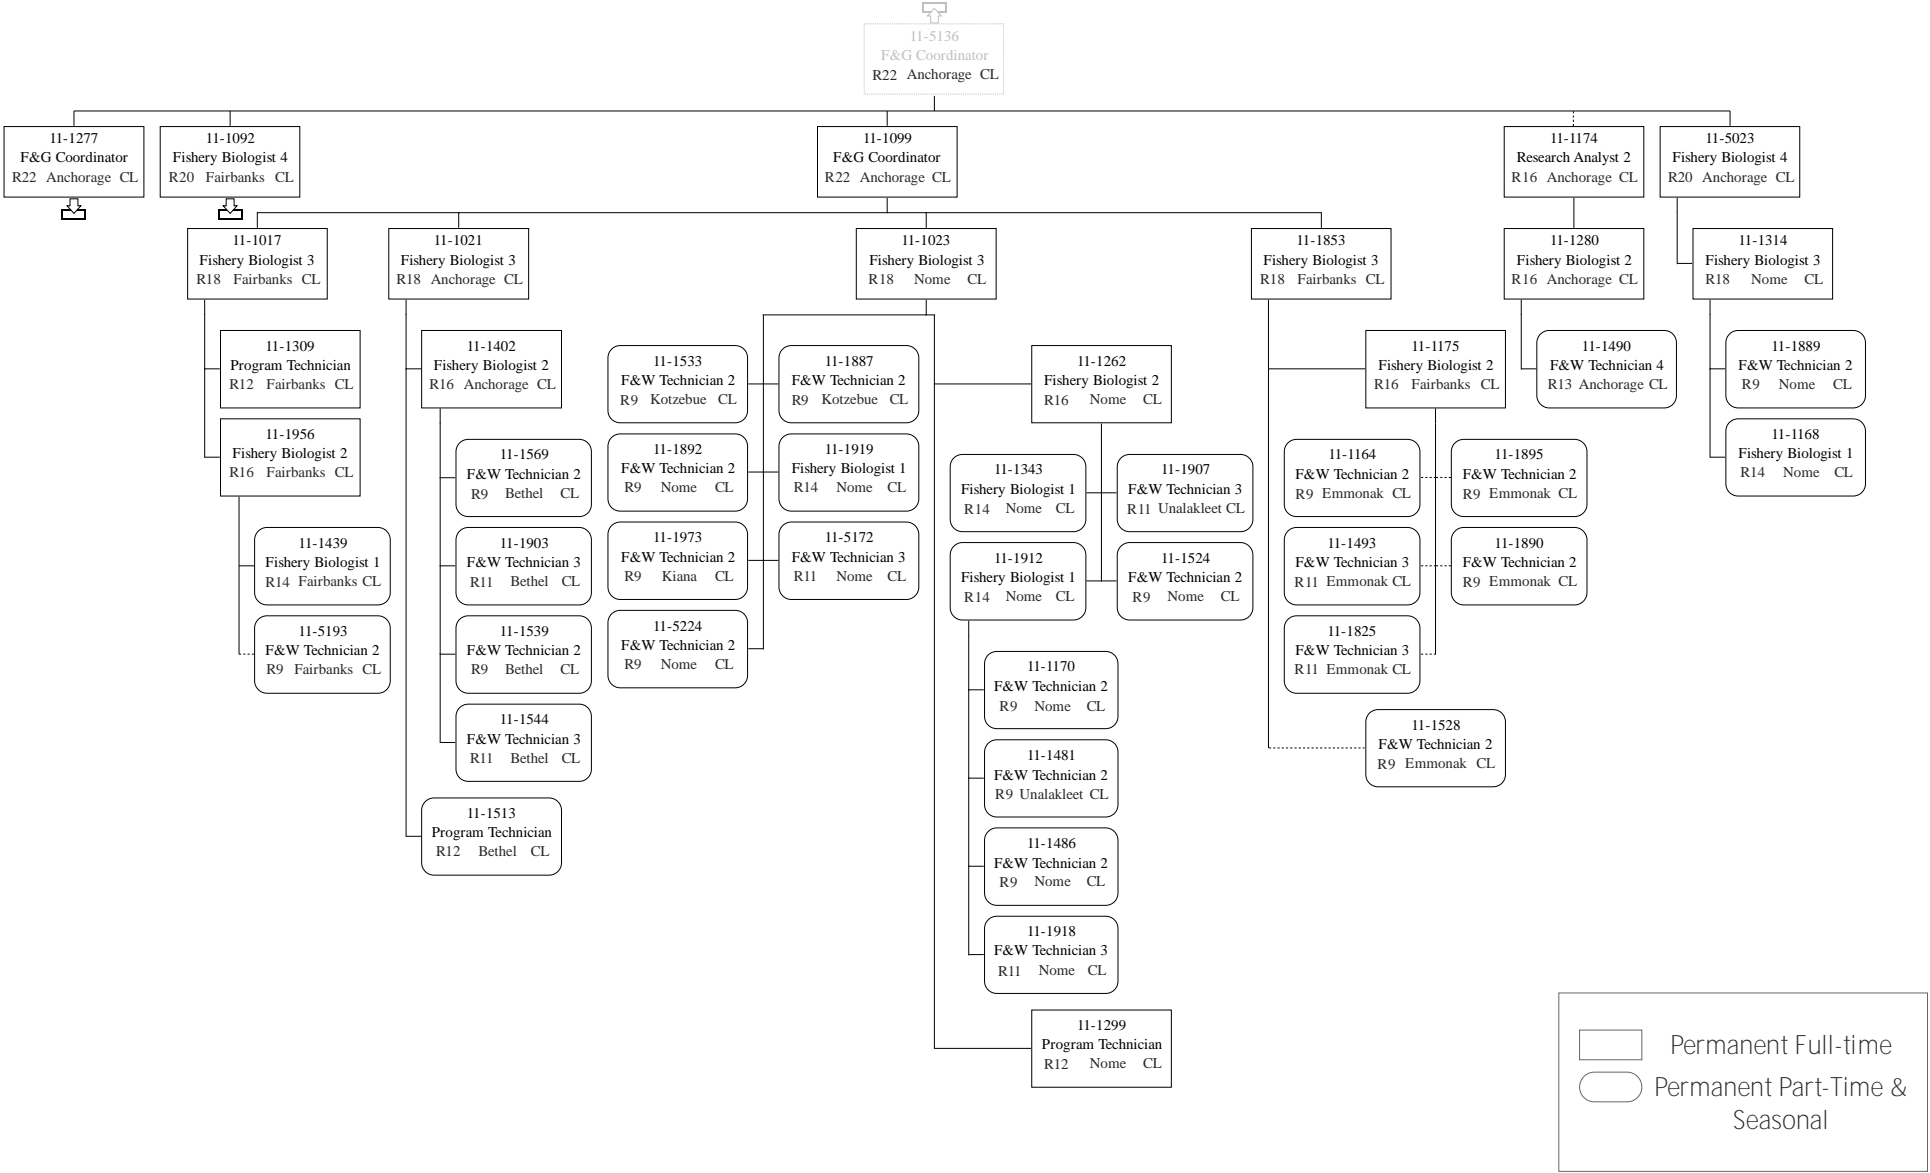 11-5136
F&G Coordinator
R22 Anchorage CL
11-1277
F&G Coordinator
R22 Anchorage CL
11-1092
Fishery Biologist 4
R20 Fairbanks CL
11-1099
F&G Coordinator
R22 Anchorage CL
11-1174
Research Analyst 2
R16 Anchorage CL
11-5023
Fishery Biologist 4
R20 Anchorage CL
11-1017
Fishery Biologist 3
R18 Fairbanks CL
11-1021
Fishery Biologist 3
R18 Anchorage CL
11-1023
Fishery Biologist 3
R18 Nome CL
11-1853
Fishery Biologist 3
R18 Fairbanks CL
11-1280
Fishery Biologist 2
R16 Anchorage CL
11-1314
Fishery Biologist 3
R18 Nome CL
11-1309
Program Technician
R12 Fairbanks CL
11-1956
Fishery Biologist 2
R16 Fairbanks CL
11-1439
Fishery Biologist 1
R14 Fairbanks CL
11-5193
F&W Technician 2
R9 Fairbanks CL
11-1402
Fishery Biologist 2
R16 Anchorage CL
11-1569
F&W Technician 2
R9 Bethel CL
11-1903
F&W Technician 3
R11 Bethel CL
11-1539
F&W Technician 2
R9 Bethel CL
11-1544
F&W Technician 3
R11 Bethel CL
11-1513
Program Technician
R12 Bethel CL
11-1533
F&W Technician 2
R9 Kotzebue CL
11-1887
F&W Technician 2
R9 Kotzebue CL
11-1892
F&W Technician 2
R9 Nome CL
11-1919
Fishery Biologist 1
R14 Nome CL
11-1973
F&W Technician 2
R9 Kiana CL
11-5172
F&W Technician 3
R11 Nome CL
11-5224
F&W Technician 2
R9 Nome CL
11-1262
Fishery Biologist 2
R16 Nome CL
11-1343
Fishery Biologist 1
R14 Nome CL
11-1907
F&W Technician 3
R11 Unalakleet CL
11-1912
Fishery Biologist 1
R14 Nome CL
11-1524
F&W Technician 2
R9 Nome CL
11-1170
F&W Technician 2
R9 Nome CL
11-1481
F&W Technician 2
R9 Unalakleet CL
11-1486
F&W Technician 2
R9 Nome CL
11-1918
F&W Technician 3
R11 Nome CL
11-1299
Program Technician
R12 Nome CL
11-1175
Fishery Biologist 2
R16 Fairbanks CL
11-1164
F&W Technician 2
R9 Emmonak CL
11-1895
F&W Technician 2
R9 Emmonak CL
11-1493
F&W Technician 3
R11 Emmonak CL
11-1890
F&W Technician 2
R9 Emmonak CL
11-1825
F&W Technician 3
R11 Emmonak CL
11-1528
F&W Technician 2
R9 Emmonak CL
11-1490
F&W Technician 4
R13 Anchorage CL
11-1889
F&W Technician 2
R9 Nome CL
11-1168
Fishery Biologist 1
R14 Nome CL
Permanent Full-time
Permanent Part-Time &
Seasonal